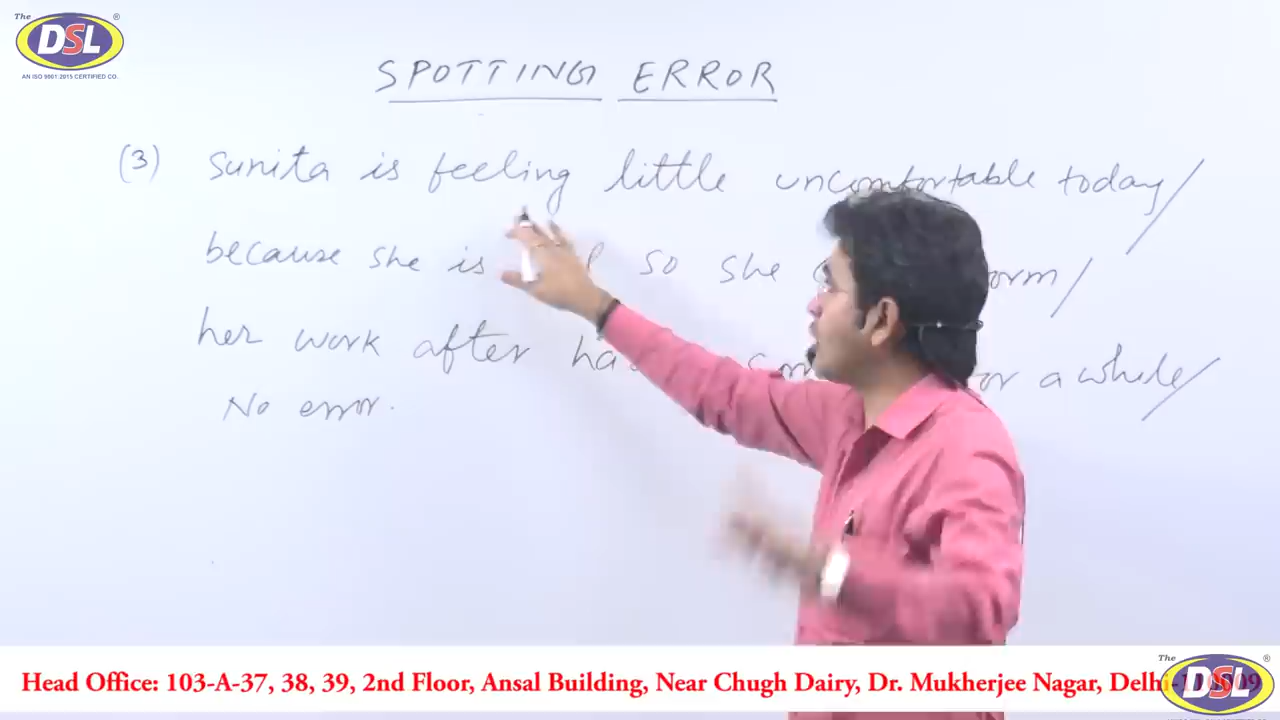 The
DSL
®
AN ISO 9001:2015 CERTIFIED CO.
SPOTTING ERROR
(3) Sunita is feeling little uncomfortable today/
because she is so she
her work after a while/
No error.
Head Office: 103-A-37, 38, 39, 2nd Floor, Ansal Building, Near Chugh Dairy, Dr. Mukherjee Nagar, Delhi
The
DSL
®